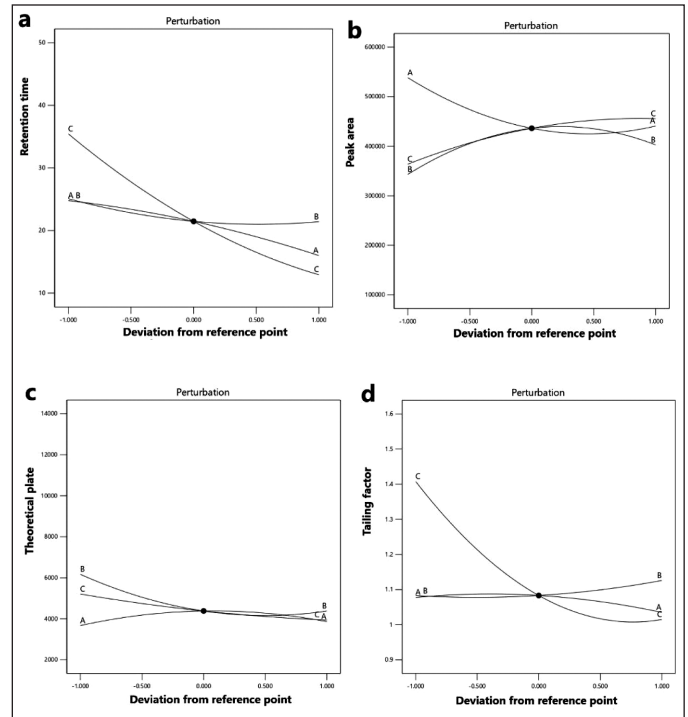 a
Perturbation
50
40
30
20
10
Retention time
C
A B
B
A
C
-1.000
-0.500
0.000
0.500
1.000
Deviation from reference point
b
Perturbation
600000
500000
400000
300000
200000
100000
Peak area
A
C
B
C
A
B
-1.000
-0.500
0.000
0.500
1.000
Deviation from reference point
c
Perturbation
14000
12000
10000
8000
6000
4000
2000
Theoretical plate
B
C
A
B
C A
-1.000
-0.500
0.000
0.500
1.000
Deviation from reference point
d
Perturbation
1.6
1.5
1.4
1.3
1.2
1.1
1
0.9
Tailing factor
C
A B
B
A
C
-1.000
-0.500
0.000
0.500
1.000
Deviation from reference point